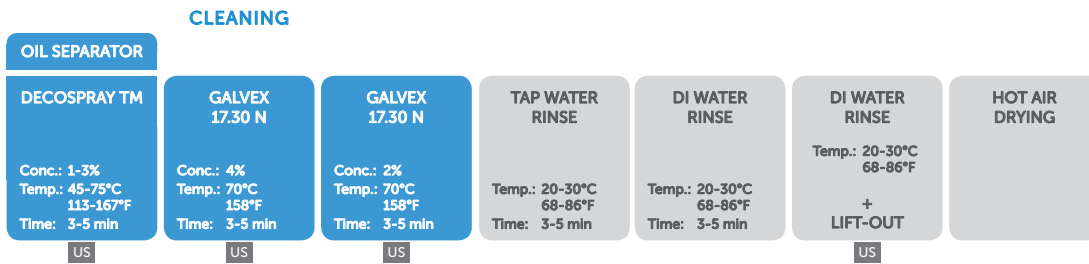 CLEANING
OIL SEPARATOR
DECOSPRAY TM
Conc.: 1-3%
Temp.: 45-75°C
113-167°F
Time: 3-5 min
US
GALVEX
17.30 N
Conc.: 4%
Temp.: 70°C
158°F
Time: 3-5 min
US
GALVEX
17.30 N
Conc.: 2%
Temp.: 70°C
158°F
Time: 3-5 min
US
TAP WATER
RINSE
Temp.: 20-30°C
68-86°F
Time: 3-5 min
DI WATER
RINSE
Temp.: 20-30°C
68-86°F
Time: 3-5 min
DI WATER
RINSE
Temp.: 20-30°C
68-86°F
+
LIFT-OUT
US
HOT AIR
DRYING